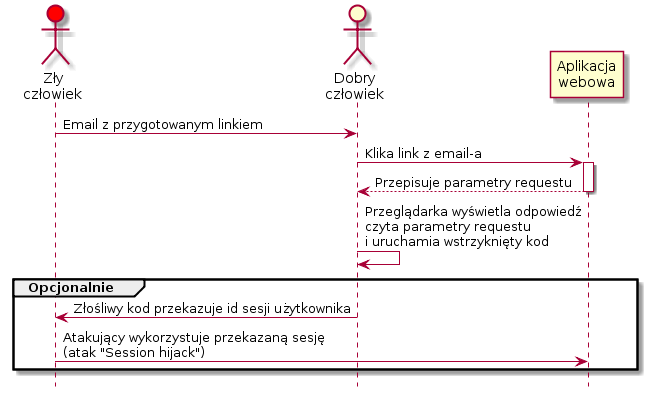 Zły
człowiek
Dobry
człowiek
Aplikacja
webowa
Email z przygotowanym linkiem
Klika link z email-a
Przepisuje parametry requestu
Przeglądarka wyświetla odpowiedź
czyta parametry requestu
i uruchamia wstrzyknięty kod
Opcjonalnie
Złośliwy kod przekazuje id sesji użytkownika
Atakujący wykorzystuje przekazaną sesję
(atak "Session hijack")